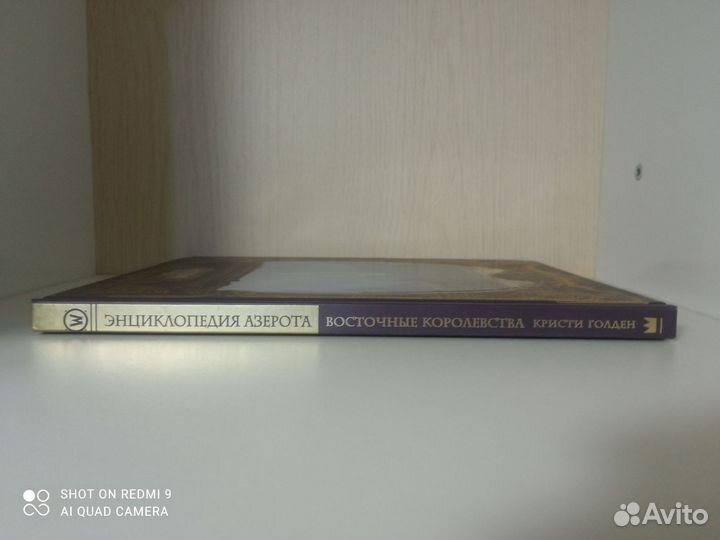 W ЭНЦИКЛОПЕДИЯ АЗЕРОТА ВОСТОЧНЫЕ КОРОЛЕВСТВА КРИСТИ ГОЛДЕН
SHOT ON REDMI 9
AI QUAD CAMERA
Avito